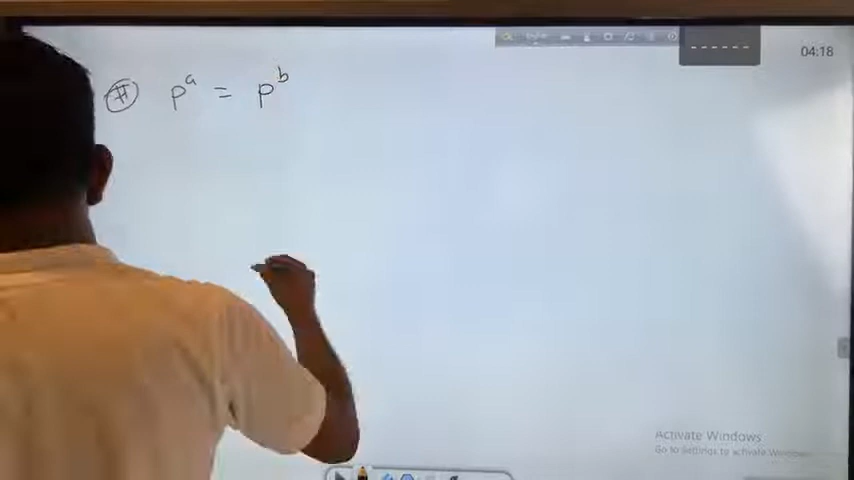 04:18
# pᵃ = pᵇ
Activate Windows
Go to Settings to activate Windows.